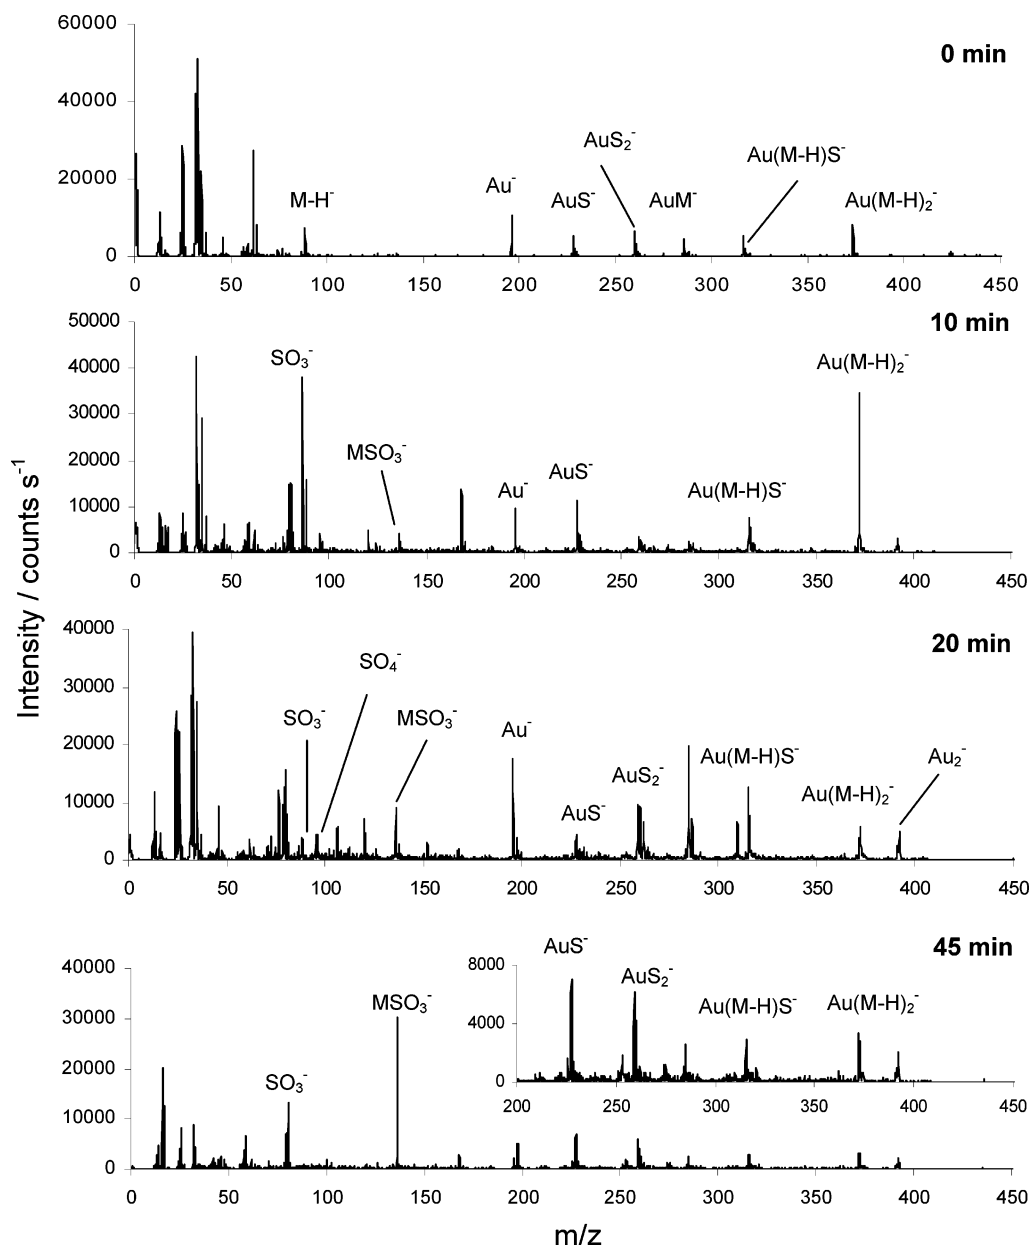 0 min
60000
40000
20000
0
M-H⁻
Au⁻
AuS⁻
AuS₂⁻
AuM⁻
Au(M-H)S⁻
Au(M-H)₂⁻
0 50 100 150 200 250 300 350 400 450
10 min
50000
40000
30000
20000
10000
0
SO₃⁻
MSO₃⁻
Au⁻
AuS⁻
Au(M-H)S⁻
Au(M-H)₂⁻
0 50 100 150 200 250 300 350 400 450
Intensity / counts s⁻¹
20 min
40000
30000
20000
10000
0
SO₃⁻
SO₄⁻
MSO₃⁻
Au⁻
AuS⁻
AuS₂⁻
Au(M-H)S⁻
Au(M-H)₂⁻
Au₂⁻
0 50 100 150 200 250 300 350 400 450
45 min
40000
30000
20000
10000
0
SO₃⁻
MSO₃⁻
8000
4000
0
AuS⁻
AuS₂⁻
Au(M-H)S⁻
Au(M-H)₂⁻
200 250 300 350 400 450
0 50 100 150 200 250 300 350 400 450
m/z